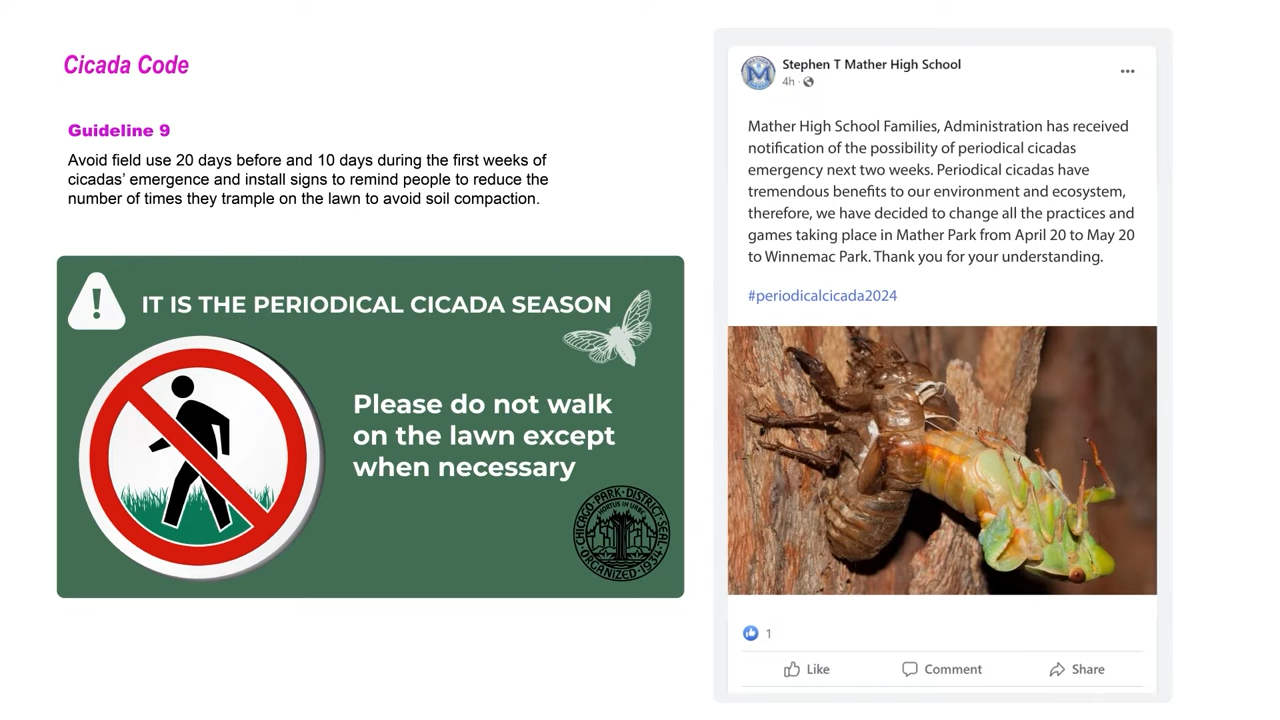 Cicada Code
Guideline 9
Avoid field use 20 days before and 10 days during the first weeks of
cicadas' emergence and install signs to remind people to reduce the
number of times they trample on the lawn to avoid soil compaction.
! IT IS THE PERIODICAL CICADA SEASON
Please do not walk
on the lawn except
when necessary
CHICAGO·PARK·DISTRICT·SEAL
HORTUS IN URBE
ORGANIZED·1934
Stephen T Mather High School
4h ·
Mather High School Families, Administration has received
notification of the possibility of periodical cicadas
emergency next two weeks. Periodical cicadas have
tremendous benefits to our environment and ecosystem,
therefore, we have decided to change all the practices and
games taking place in Mather Park from April 20 to May 20
to Winnemac Park. Thank you for your understanding.
#periodicalcicada2024
1
Like Comment Share